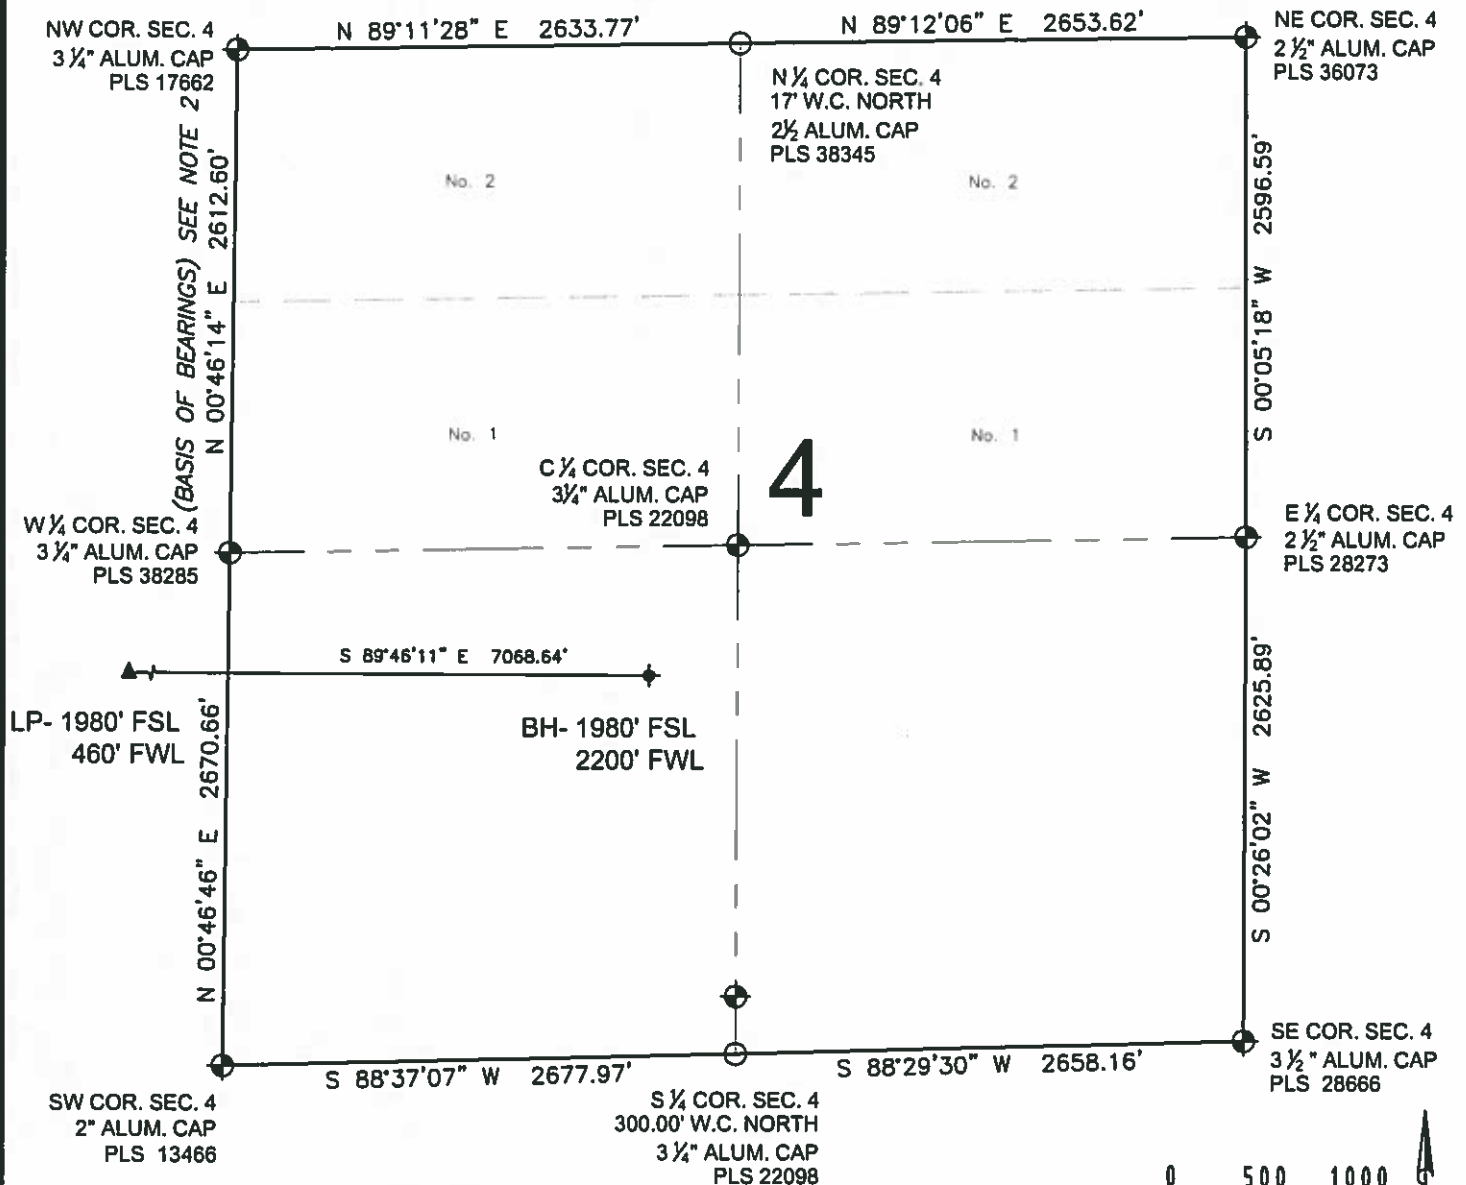 NW COR. SEC. 4
3 ¼" ALUM. CAP
PLS 17662
N 89°11'28" E 2633.77'
N 89°12'06" E 2653.62'
NE COR. SEC. 4
2 ½" ALUM. CAP
PLS 36073
N ¼ COR. SEC. 4
17' W.C. NORTH
2½ ALUM. CAP
PLS 38345
(BASIS OF BEARINGS) SEE NOTE 2
N 00°46'14" E 2612.60'
No. 2
No. 2
S 00°05'18" W 2596.59'
No. 1
No. 1
C ¼ COR. SEC. 4
3¼" ALUM. CAP
PLS 22098
4
W ¼ COR. SEC. 4
3 ¼" ALUM. CAP
PLS 38285
E ¼ COR. SEC. 4
2 ½" ALUM. CAP
PLS 28273
S 89°46'11" E 7068.64'
LP- 1980' FSL
460' FWL
BH- 1980' FSL
2200' FWL
N 00°46'46" E 2670.66'
S 00°26'02" W 2625.89'
S 88°37'07" W 2677.97'
S 88°29'30" W 2658.16'
SE COR. SEC. 4
3 ½ " ALUM. CAP
PLS 28666
SW COR. SEC. 4
2" ALUM. CAP
PLS 13466
S ¼ COR. SEC. 4
300.00' W.C. NORTH
3 ¼" ALUM. CAP
PLS 22098
0 500 1000